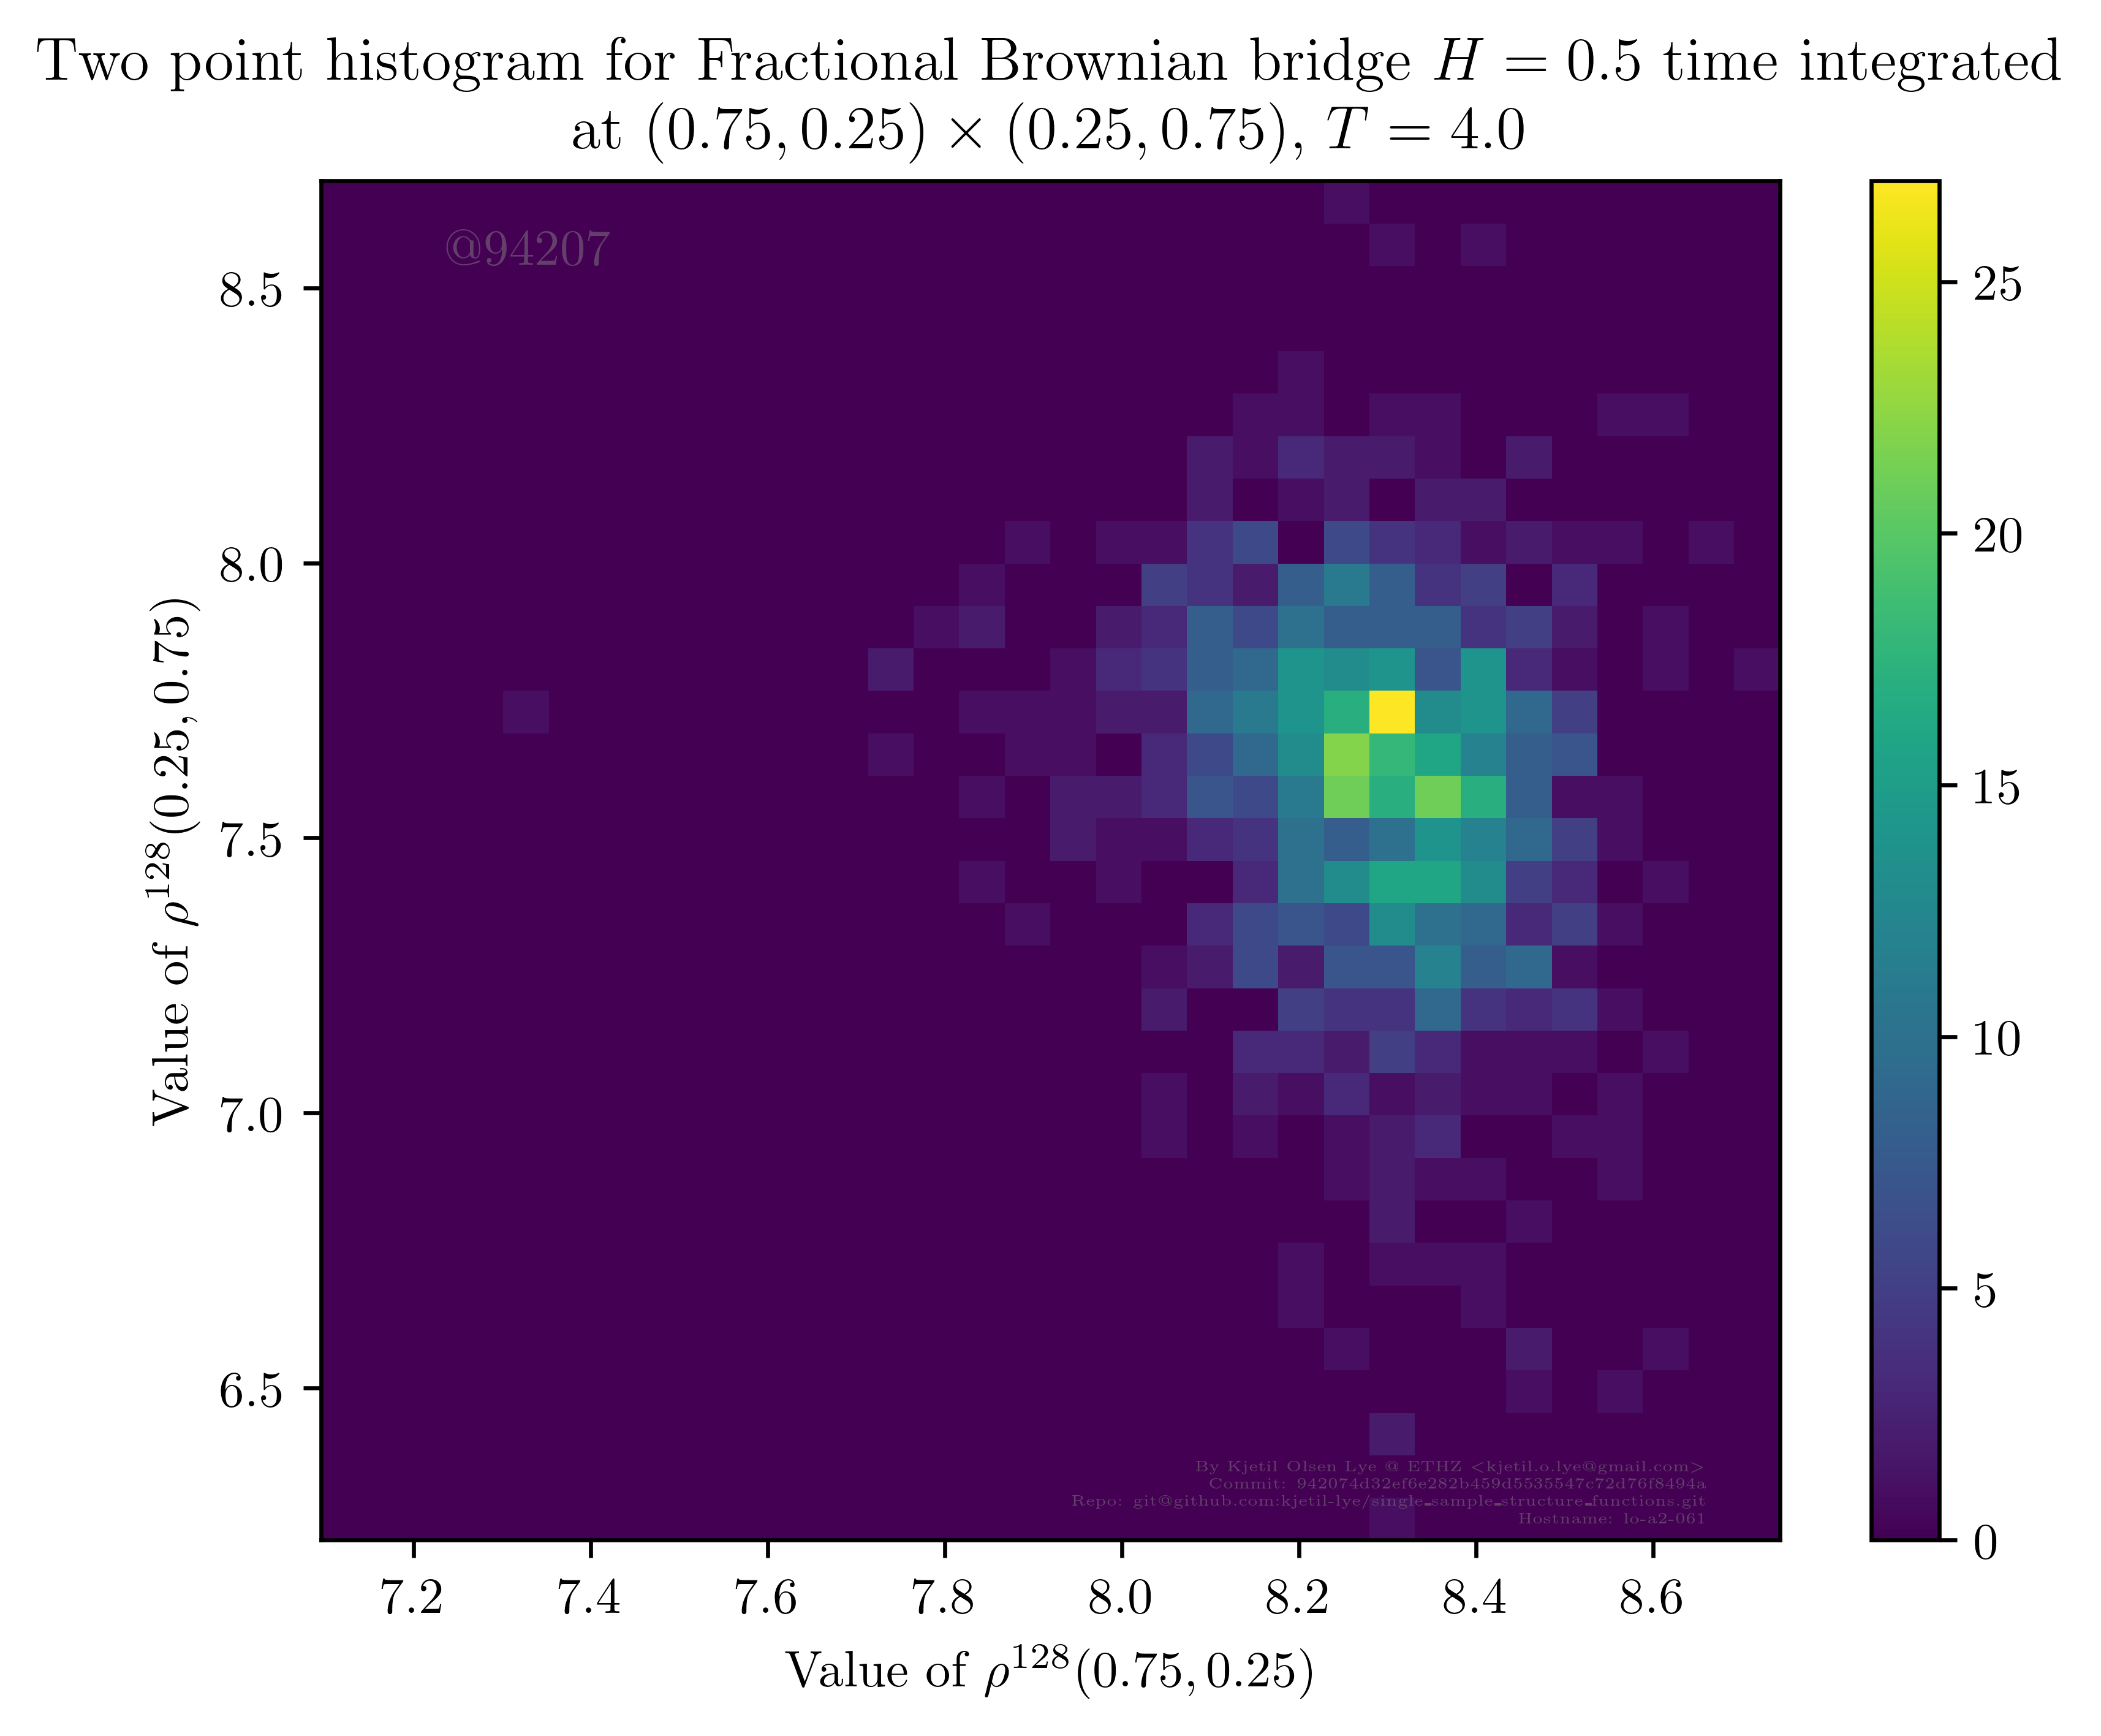 Two point histogram for Fractional Brownian bridge H = 0.5 time integrated
at (0.75, 0.25) × (0.25, 0.75), T = 4.0
@94207
8.5
8.0
7.5
7.0
6.5
Value of ρ^128(0.25, 0.75)
25
20
15
10
5
0
By Kjetil Olsen Lye @ ETHZ <kjetil.o.lye@gmail.com>
Commit: 942074d32ef6e282b459d5535547c72d76f8494a
Repo: git@github.com:kjetil-lye/single_sample_structure_functions.git
Hostname: lo-a2-061
7.2 7.4 7.6 7.8 8.0 8.2 8.4 8.6
Value of ρ^128(0.75, 0.25)